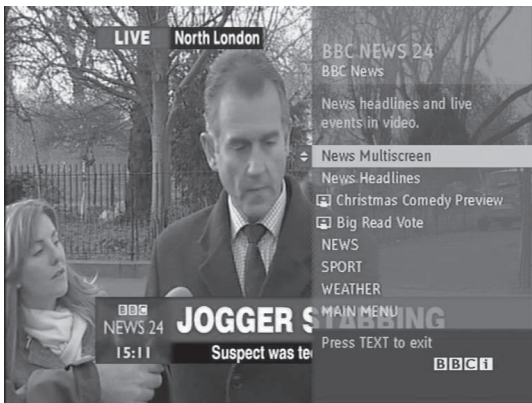 LIVE North London
BBC NEWS 24
BBC News
News headlines and live
events in video.
News Multiscreen
News Headlines
Christmas Comedy Preview
Big Read Vote
NEWS
SPORT
WEATHER
MAIN MENU
Press TEXT to exit
BBCi
BBC
NEWS 24
15:11
JOGGER STABBING
Suspect was